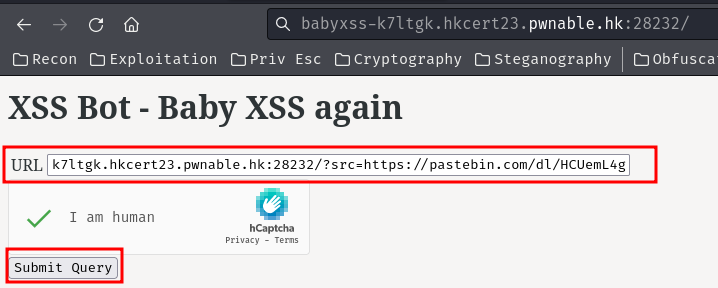 babyxss-k7ltgk.hkcert23.pwnable.hk:28232/
Recon Exploitation Priv Esc Cryptography Steganography Obfuscat
XSS Bot - Baby XSS again
URL k7ltgk.hkcert23.pwnable.hk:28232/?src=https://pastebin.com/dl/HCUemL4g
I am human
hCaptcha
Privacy - Terms
Submit Query